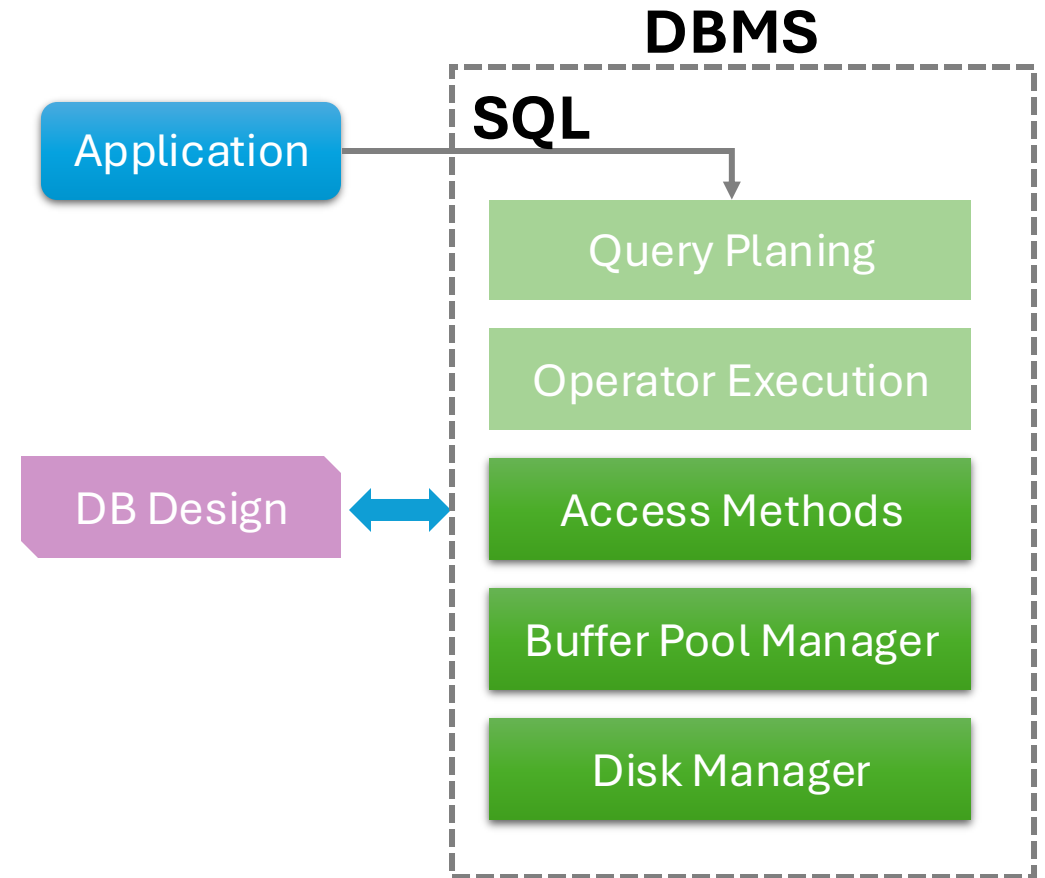 DBMS
SQL
Application
Query Planing
Operator Execution
DB Design
Access Methods
Buffer Pool Manager
Disk Manager